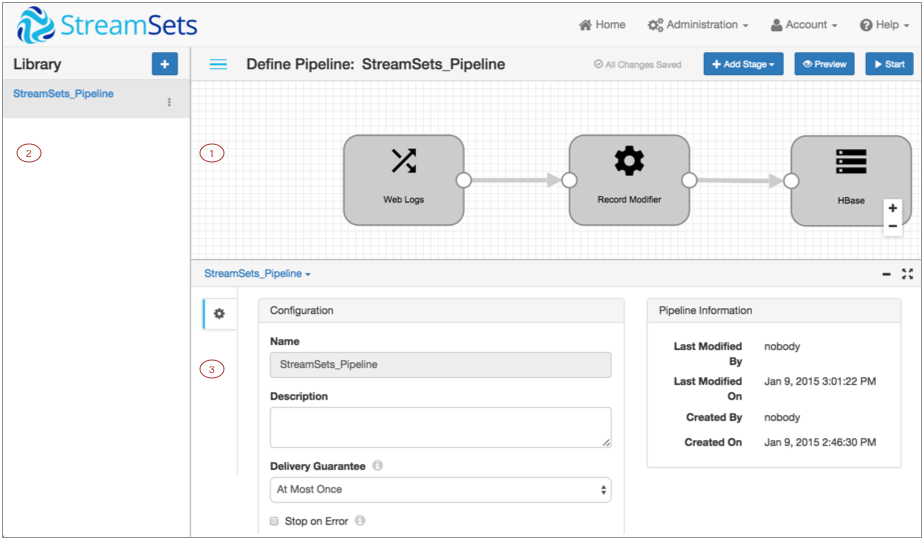 StreamSets
Home
Administration
Account
Help
Library
Define Pipeline: StreamSets_Pipeline
All Changes Saved
Add Stage
Preview
Start
StreamSets_Pipeline
2
1
Web Logs
Record Modifier
HBase
StreamSets_Pipeline
3
Configuration
Name
StreamSets_Pipeline
Description
Delivery Guarantee
At Most Once
Stop on Error
Pipeline Information
Last Modified By
nobody
Last Modified On
Jan 9, 2015 3:01:22 PM
Created By
nobody
Created On
Jan 9, 2015 2:46:30 PM